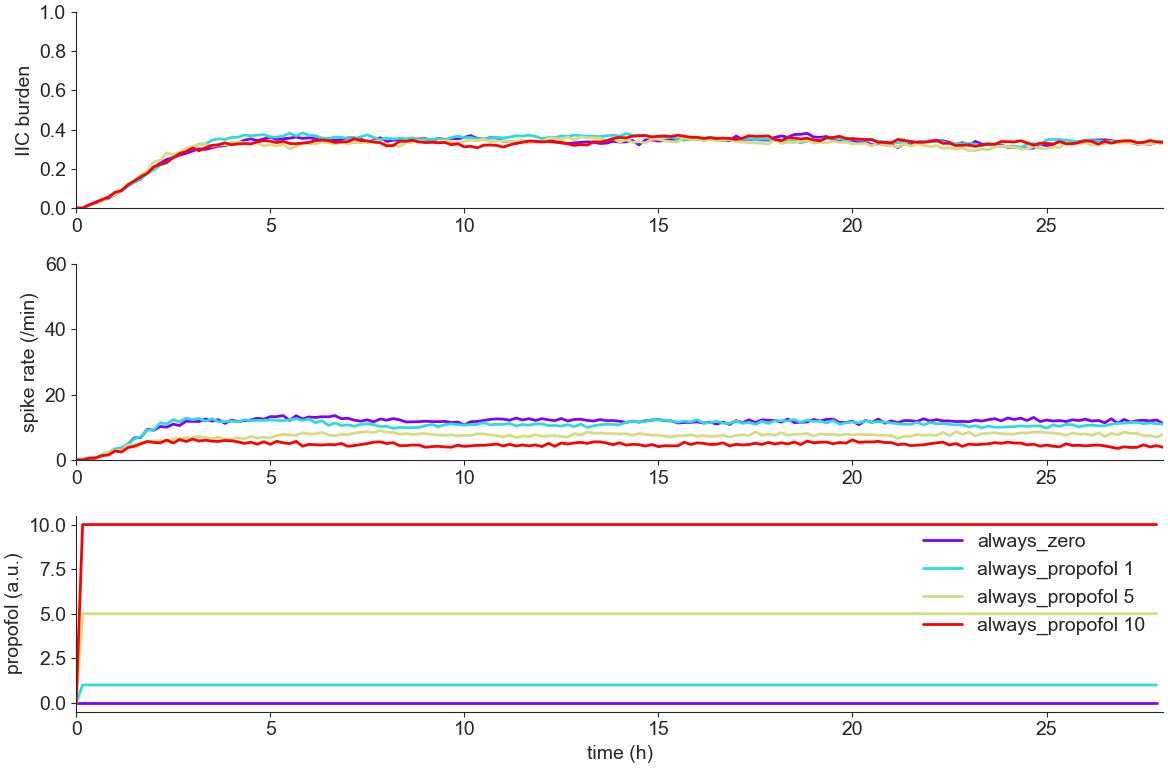 1.0
0.8
0.6
0.4
0.2
0.0
IIC burden
0 5 10 15 20 25
60
40
20
0
spike rate (/min)
0 5 10 15 20 25
10.0
7.5
5.0
2.5
0.0
propofol (a.u.)
always_zero
always_propofol 1
always_propofol 5
always_propofol 10
0 5 10 15 20 25
time (h)